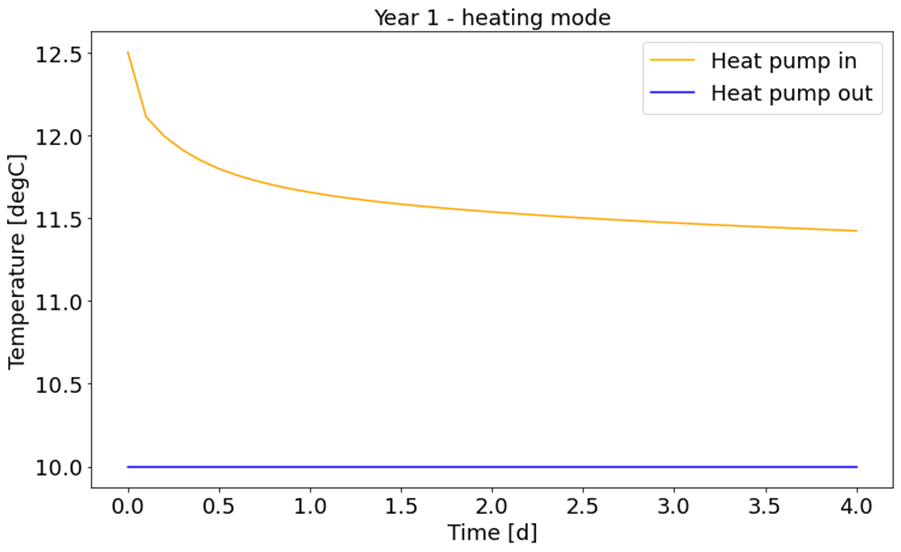 Year 1 - heating mode
Heat pump in
Heat pump out
Temperature [degC]
12.5
12.0
11.5
11.0
10.5
10.0
0.0 0.5 1.0 1.5 2.0 2.5 3.0 3.5 4.0
Time [d]